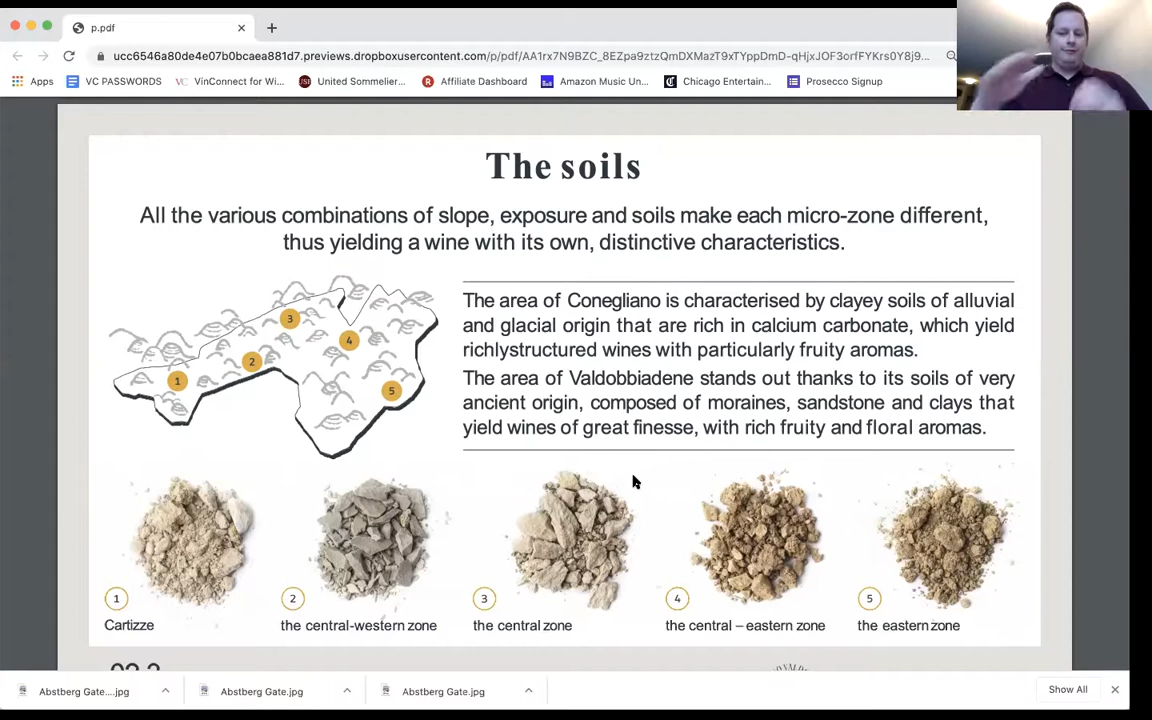 p.pdf
ucc6546a80de4e07b0bcaea881d7.previews.dropboxusercontent.com/p/pdf/AA1rx7N9BZC_8EZpa9ztzQmDXMazT9xTYppDmD-qHjxJOF3orfFYKrs0Y8j9...
Apps VC PASSWORDS VinConnect for Wi... United Sommelier... Affiliate Dashboard Amazon Music Un... Chicago Entertain... Prosecco Signup
The soils
All the various combinations of slope, exposure and soils make each micro-zone different,
thus yielding a wine with its own, distinctive characteristics.
The area of Conegliano is characterised by clayey soils of alluvial
and glacial origin that are rich in calcium carbonate, which yield
richlystructured wines with particularly fruity aromas.
The area of Valdobbiadene stands out thanks to its soils of very
ancient origin, composed of moraines, sandstone and clays that
yield wines of great finesse, with rich fruity and floral aromas.
3
4
2
1
5
1 2 3 4 5
Cartizze the central-western zone the central zone the central – eastern zone the eastern zone
Abstberg Gate....jpg Abstberg Gate.jpg Abstberg Gate.jpg Show All